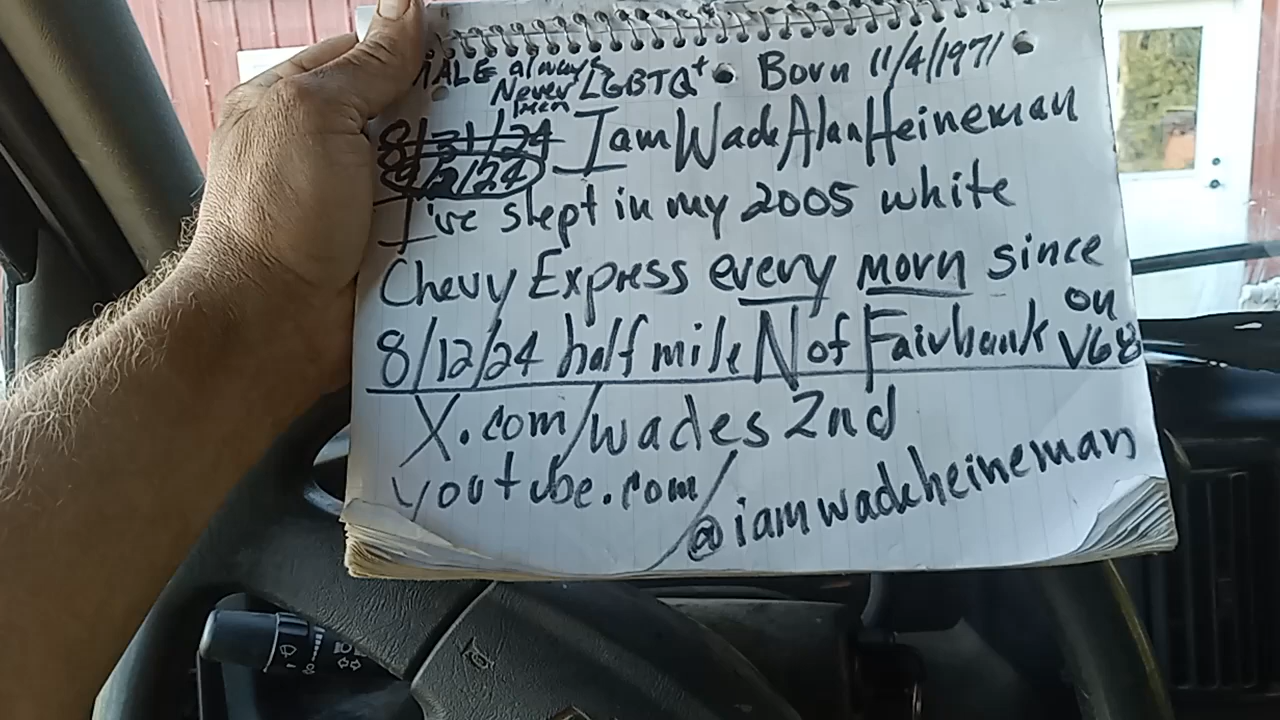 MALE always LGBTQ+ • Born 11/4/1971
Never
been
8/31/24 I am Wade Alan Heineman
9/2/24
I've slept in my 2005 white
Chevy Express every morn since
8/12/24 half mile N of Fairbank on V68
X.com/wades2nd
youtube.com/
@iamwadeheineman